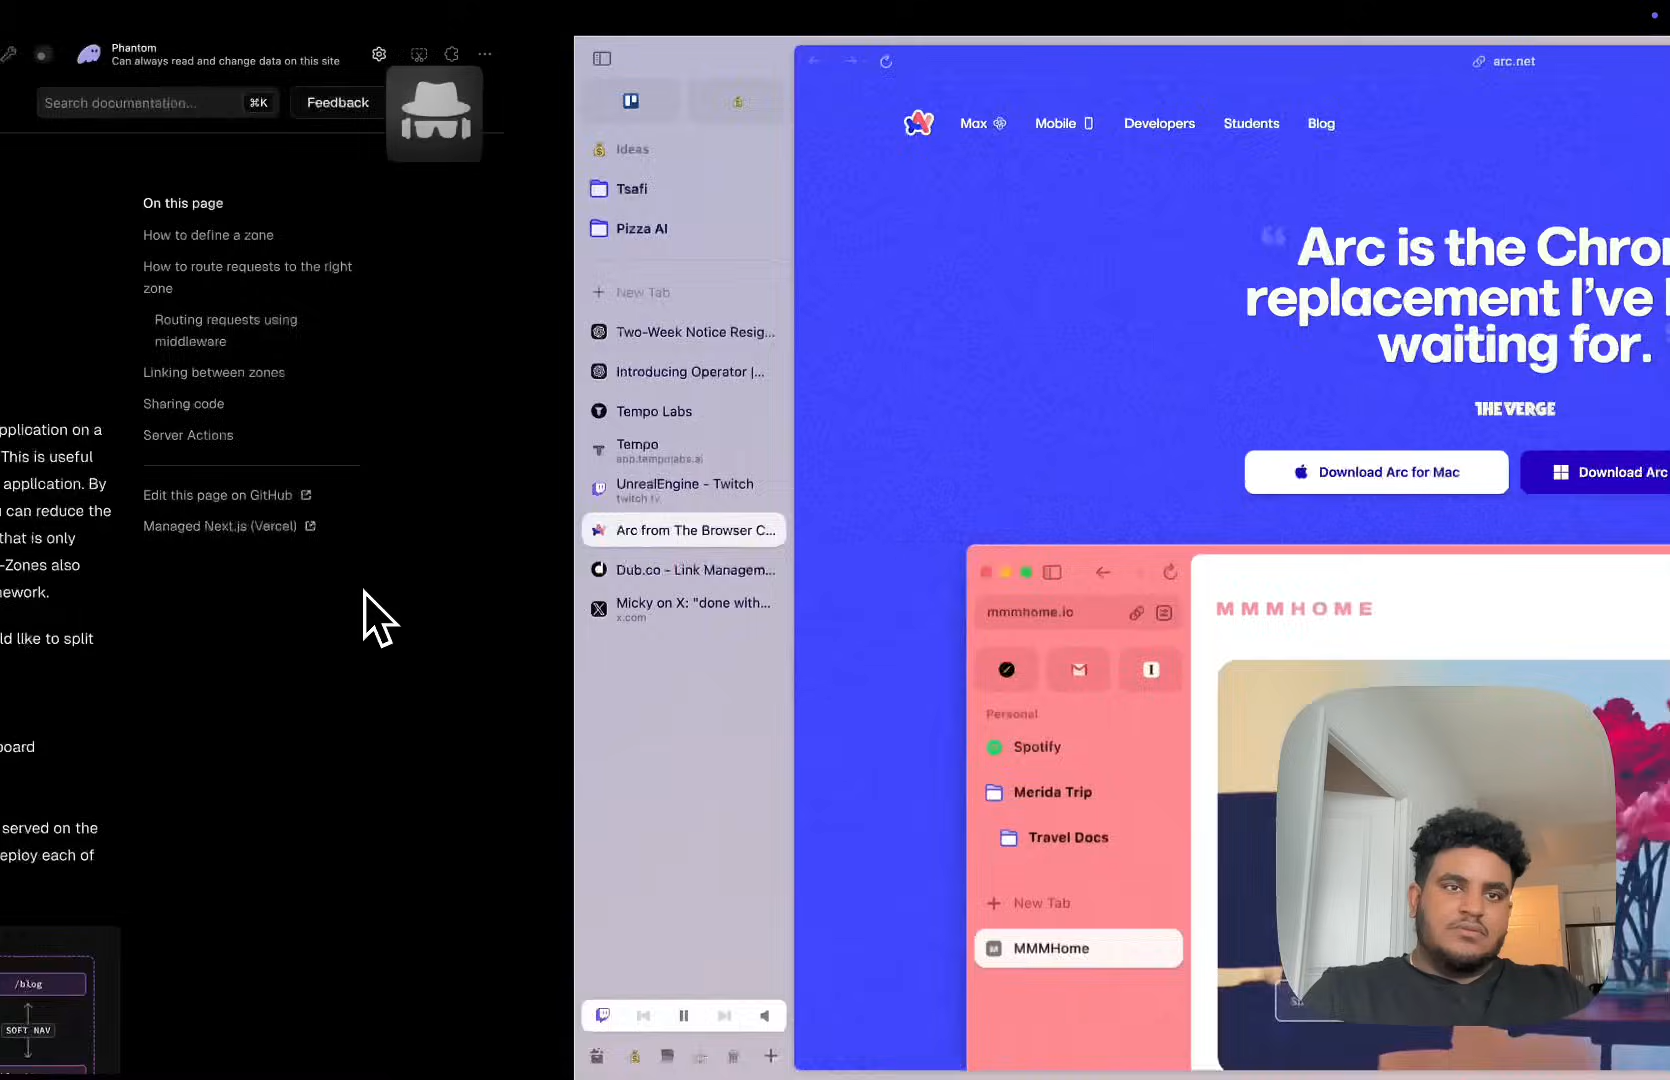 Phantom
Can always read and change data on this site
Search documentation...
⌘K
Feedback
On this page
How to define a zone
How to route requests to the right
zone
Routing requests using
middleware
Linking between zones
Sharing code
Server Actions
Edit this page on GitHub
Managed Next.js (Vercel)
pplication on a
This is useful
application. By
can reduce the
that is only
-Zones also
nework.
ld like to split
board
served on the
eploy each of
/blog
SOFT NAV
Ideas
Tsafi
Pizza AI
+ New Tab
Two-Week Notice Resig...
Introducing Operator |...
Tempo Labs
Tempo
app.tempolabs.ai
UnrealEngine - Twitch
twitch.tv
Arc from The Browser C...
Dub.co - Link Managem...
Micky on X: "done with...
x.com
arc.net
Max
Mobile
Developers
Students
Blog
“ Arc is the Chro
replacement I’ve
waiting for.
THE VERGE
Download Arc for Mac
Download Arc
mmmhome.io
MMMHOME
Personal
Spotify
Merida Trip
Travel Docs
+ New Tab
MMMHome